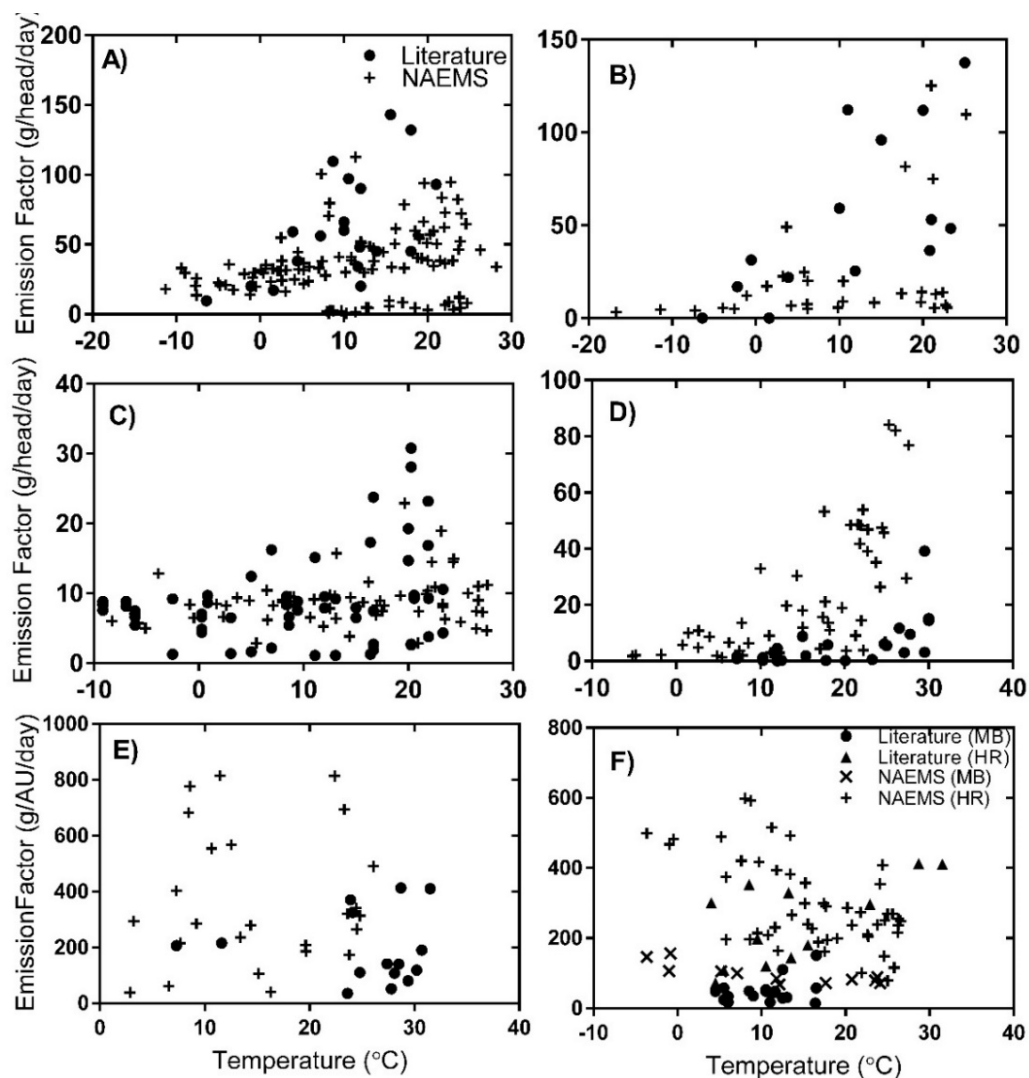 A)
Literature
NAEMS
200
150
100
50
0
-20 -10 0 10 20 30
Emission Factor (g/head/day)
B)
150
100
50
0
-20 -10 0 10 20 30
C)
40
30
20
10
0
-10 0 10 20 30
Emission Factor (g/head/day)
D)
100
80
60
40
20
0
-10 0 10 20 30 40
E)
1000
800
600
400
200
0
0 10 20 30 40
EmissionFactor (g/AU/day)
Temperature (°C)
F)
Literature (MB)
Literature (HR)
NAEMS (MB)
NAEMS (HR)
800
600
400
200
0
-10 0 10 20 30 40
Temperature (°C)